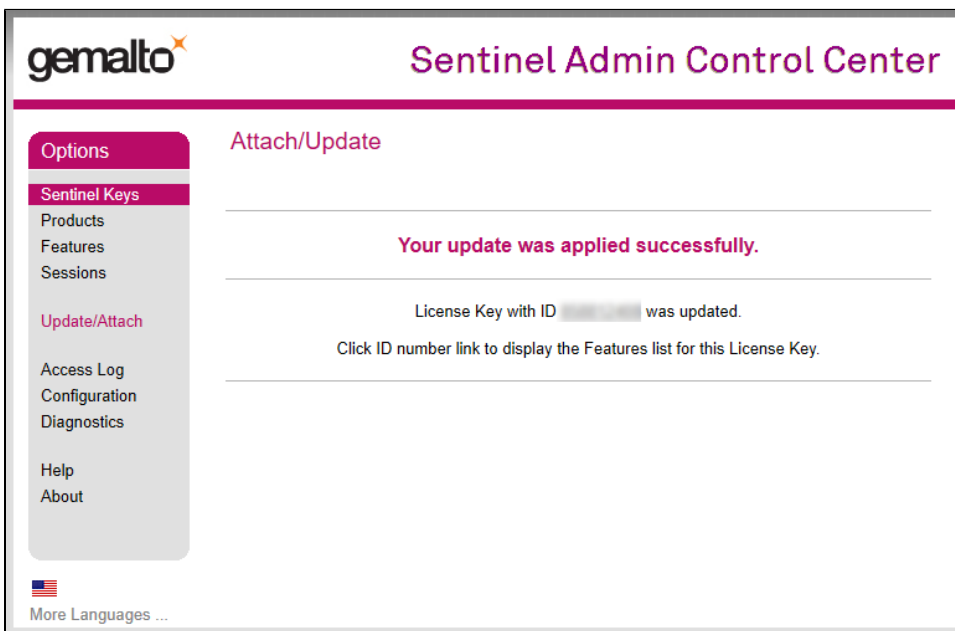 gemalto
Sentinel Admin Control Center
Options
Sentinel Keys
Products
Features
Sessions
Update/Attach
Access Log
Configuration
Diagnostics
Help
About
More Languages ...
Attach/Update
Your update was applied successfully.
License Key with ID was updated.
Click ID number link to display the Features list for this License Key.